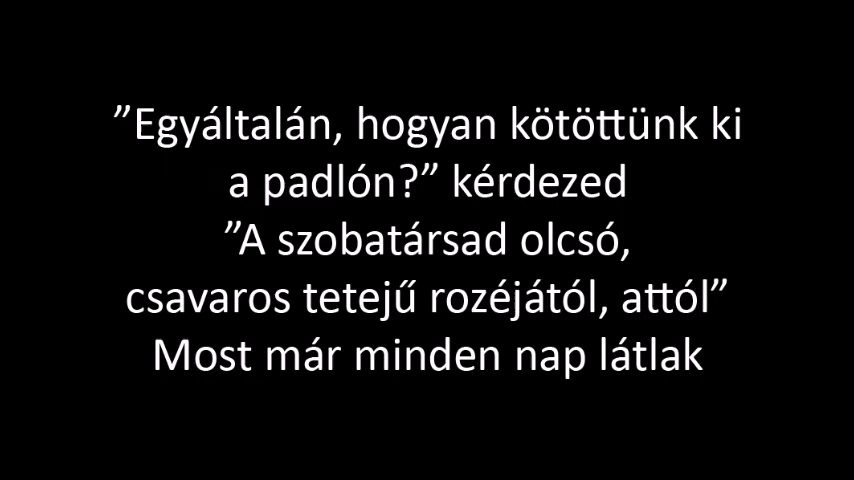 ”Egyáltalán, hogyan kötöttünk ki
a padlón?” kérdezed
”A szobatársad olcsó,
csavaros tetejű rozéjától, attól”
Most már minden nap látlak